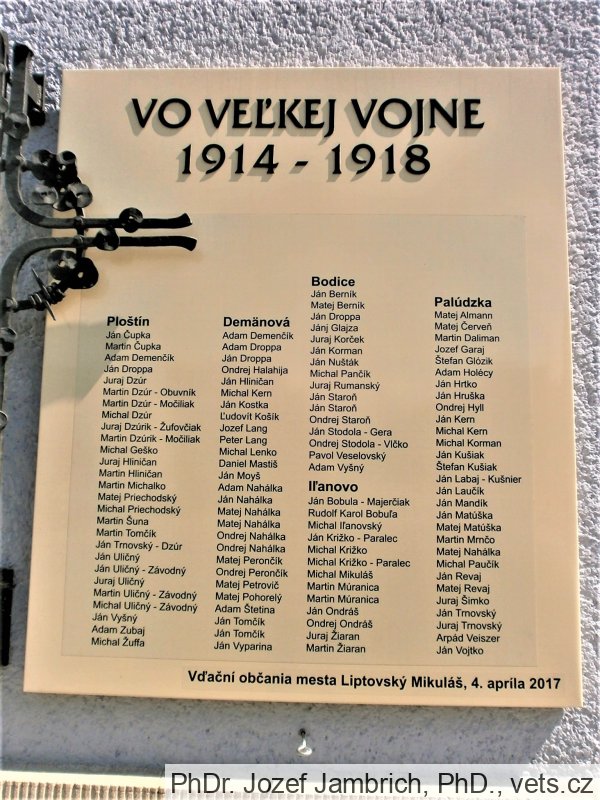 VO VEĽKEJ VOJNE
1914 - 1918
Ploštín
Ján Čupka
Martin Čupka
Adam Demenčík
Ján Droppa
Juraj Dzúr
Martin Dzúr - Obuvník
Martin Dzúr - Močiliak
Michal Dzúr
Juraj Dzúrik - Žufovčiak
Martin Dzúrik - Močiliak
Michal Geško
Juraj Hliničan
Martin Hliničan
Martin Michalko
Matej Priechodský
Michal Priechodský
Martin Šuna
Martin Tomčík
Ján Trnovský - Dzúr
Ján Uličný
Ján Uličný - Závodný
Juraj Uličný
Martin Uličný - Závodný
Michal Uličný - Závodný
Ján Vyšný
Adam Zubaj
Michal Žuffa
Demänová
Adam Demenčík
Adam Droppa
Ján Droppa
Ondrej Halahija
Ján Hliničan
Michal Kern
Ján Kostka
Ľudovít Košík
Jozef Lang
Peter Lang
Michal Lenko
Daniel Mastiš
Ján Moyš
Adam Nahálka
Ján Nahálka
Matej Nahálka
Matej Nahálka
Ondrej Nahálka
Ondrej Nahálka
Matej Perončík
Ondrej Perončík
Matej Petrovič
Matej Pohorelý
Adam Štetina
Ján Tomčík
Ján Tomčík
Ján Vyparina
Bodice
Ján Berník
Matej Berník
Ján Droppa
Jánj Glajza
Juraj Korček
Ján Korman
Ján Nušták
Michal Pančík
Juraj Rumanský
Ján Staroň
Ján Staroň
Ondrej Staroň
Ján Stodola - Gera
Ondrej Stodola - Vlčko
Pavol Veselovský
Adam Vyšný
Iľanovo
Ján Bobula - Majerčiak
Rudolf Karol Bobuľa
Michal Iľanovský
Ján Križko - Paralec
Michal Križko
Michal Križko - Paralec
Michal Mikuláš
Martin Múranica
Martin Múranica
Ján Ondráš
Ondrej Ondráš
Juraj Žiaran
Martin Žiaran
Palúdzka
Matej Almann
Matej Červeň
Martin Daliman
Jozef Garaj
Štefan Glózik
Adam Holécy
Ján Hrtko
Ján Hruška
Ondrej Hyll
Ján Kern
Michal Kern
Michal Korman
Ján Kušiak
Štefan Kušiak
Ján Labaj - Kušnier
Ján Laučík
Ján Mandík
Ján Matúška
Matej Matúška
Martin Mrnčo
Matej Nahálka
Michal Paučík
Ján Revaj
Matej Revaj
Juraj Šimko
Ján Trnovský
Juraj Trnovský
Arpád Veiszer
Ján Vojtko
Vďační občania mesta Liptovský Mikuláš, 4. apríla 2017
PhDr. Jozef Jambrich, PhD., vets.cz